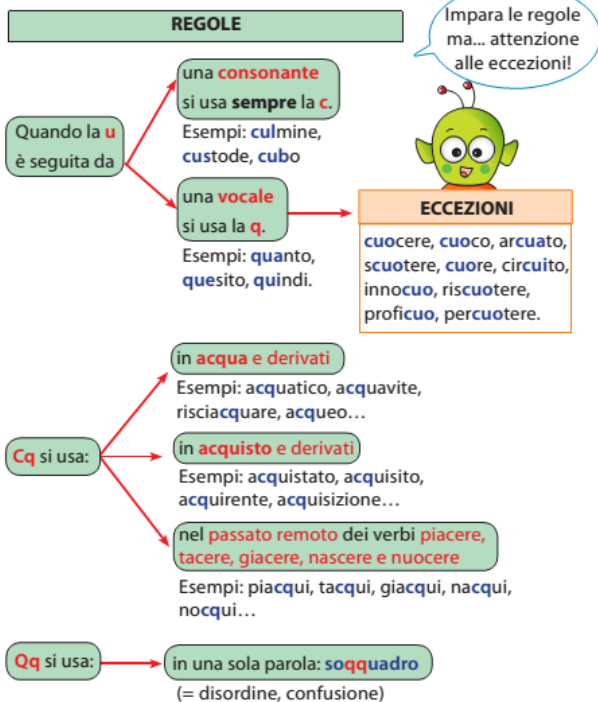 REGOLE
Impara le regole
ma... attenzione
alle eccezioni!
Quando la u
è seguita da
una consonante
si usa sempre la c.
Esempi: culmine,
custode, cubo
una vocale
si usa la q.
Esempi: quanto,
quesito, quindi.
ECCEZIONI
cuocere, cuoco, arcuato,
scuotere, cuore, circuito,
innocuo, riscuotere,
proficuo, percuotere.
Cq si usa:
in acqua e derivati
Esempi: acquatico, acquavite,
risciacquare, acqueo…
in acquisto e derivati
Esempi: acquistato, acquisito,
acquirente, acquisizione…
nel passato remoto dei verbi piacere,
tacere, giacere, nascere e nuocere
Esempi: piacqui, tacqui, giacqui, nacqui,
nocqui…
Qq si usa:
in una sola parola: soqquadro
(= disordine, confusione)